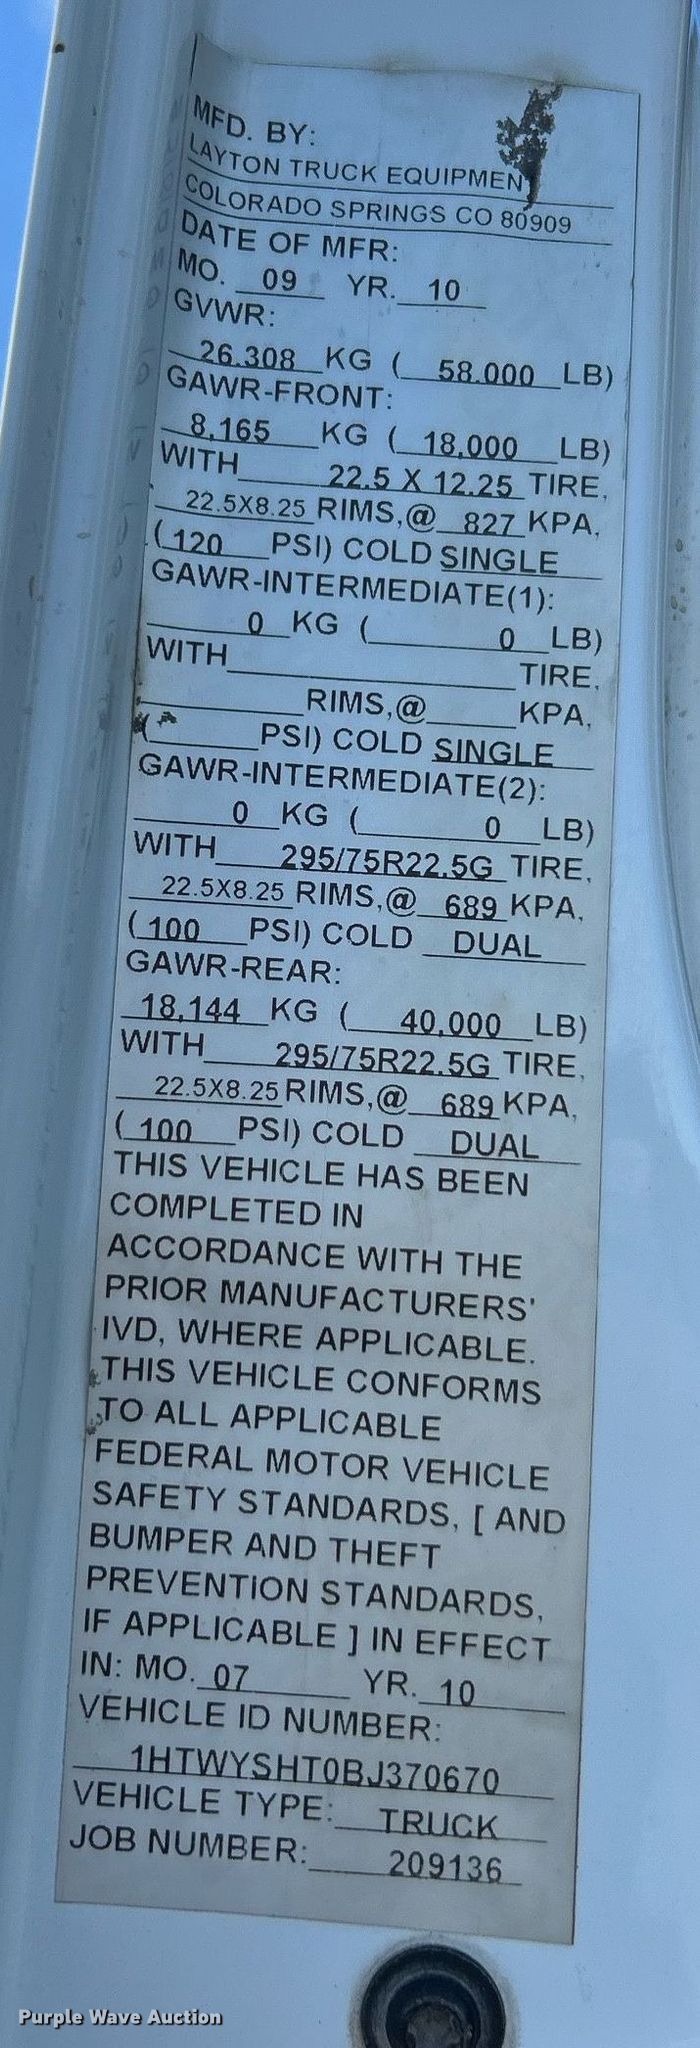 MFD. BY:
LAYTON TRUCK EQUIPMEN
COLORADO SPRINGS CO 80909
DATE OF MFR:
MO. 09 YR. 10
GVWR:
26,308 KG ( 58,000 LB)
GAWR-FRONT:
8,165 KG ( 18,000 LB)
WITH 22.5 X 12.25 TIRE,
22.5X8.25 RIMS,@ 827 KPA,
( 120 PSI) COLD SINGLE
GAWR-INTERMEDIATE(1):
0 KG ( 0 LB)
WITH TIRE,
RIMS,@ KPA,
( PSI) COLD SINGLE
GAWR-INTERMEDIATE(2):
0 KG ( 0 LB)
WITH 295/75R22.5G TIRE,
22.5X8.25 RIMS,@ 689 KPA,
( 100 PSI) COLD DUAL
GAWR-REAR:
18,144 KG ( 40,000 LB)
WITH 295/75R22.5G TIRE,
22.5X8.25 RIMS,@ 689 KPA,
( 100 PSI) COLD DUAL
THIS VEHICLE HAS BEEN
COMPLETED IN
ACCORDANCE WITH THE
PRIOR MANUFACTURERS'
IVD, WHERE APPLICABLE.
THIS VEHICLE CONFORMS
TO ALL APPLICABLE
FEDERAL MOTOR VEHICLE
SAFETY STANDARDS, [ AND
BUMPER AND THEFT
PREVENTION STANDARDS,
IF APPLICABLE ] IN EFFECT
IN: MO. 07 YR. 10
VEHICLE ID NUMBER:
1HTWYSHT0BJ370670
VEHICLE TYPE: TRUCK
JOB NUMBER: 209136
Purple Wave Auction